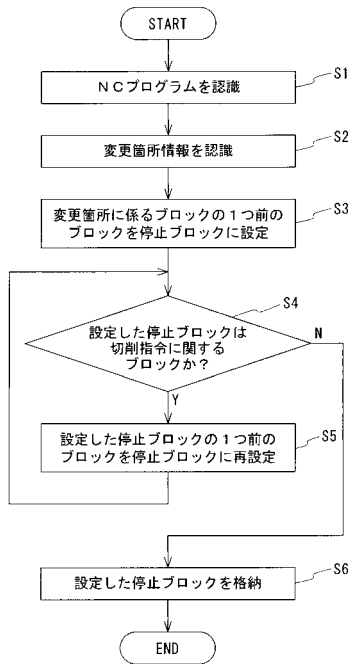 START
NCプログラムを認識
S1
変更箇所情報を認識
S2
変更箇所に係るブロックの1つ前の
ブロックを停止ブロックに設定
S3
S4
設定した停止ブロックは
切削指令に関する
ブロックか？
N
Y
設定した停止ブロックの1つ前の
ブロックを停止ブロックに再設定
S5
設定した停止ブロックを格納
S6
END